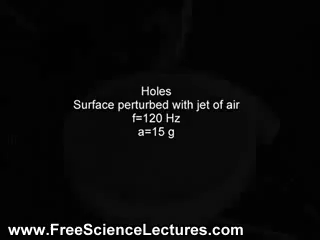 Holes
Surface perturbed with jet of air
f=120 Hz
a=15 g
www.FreeScienceLectures.com